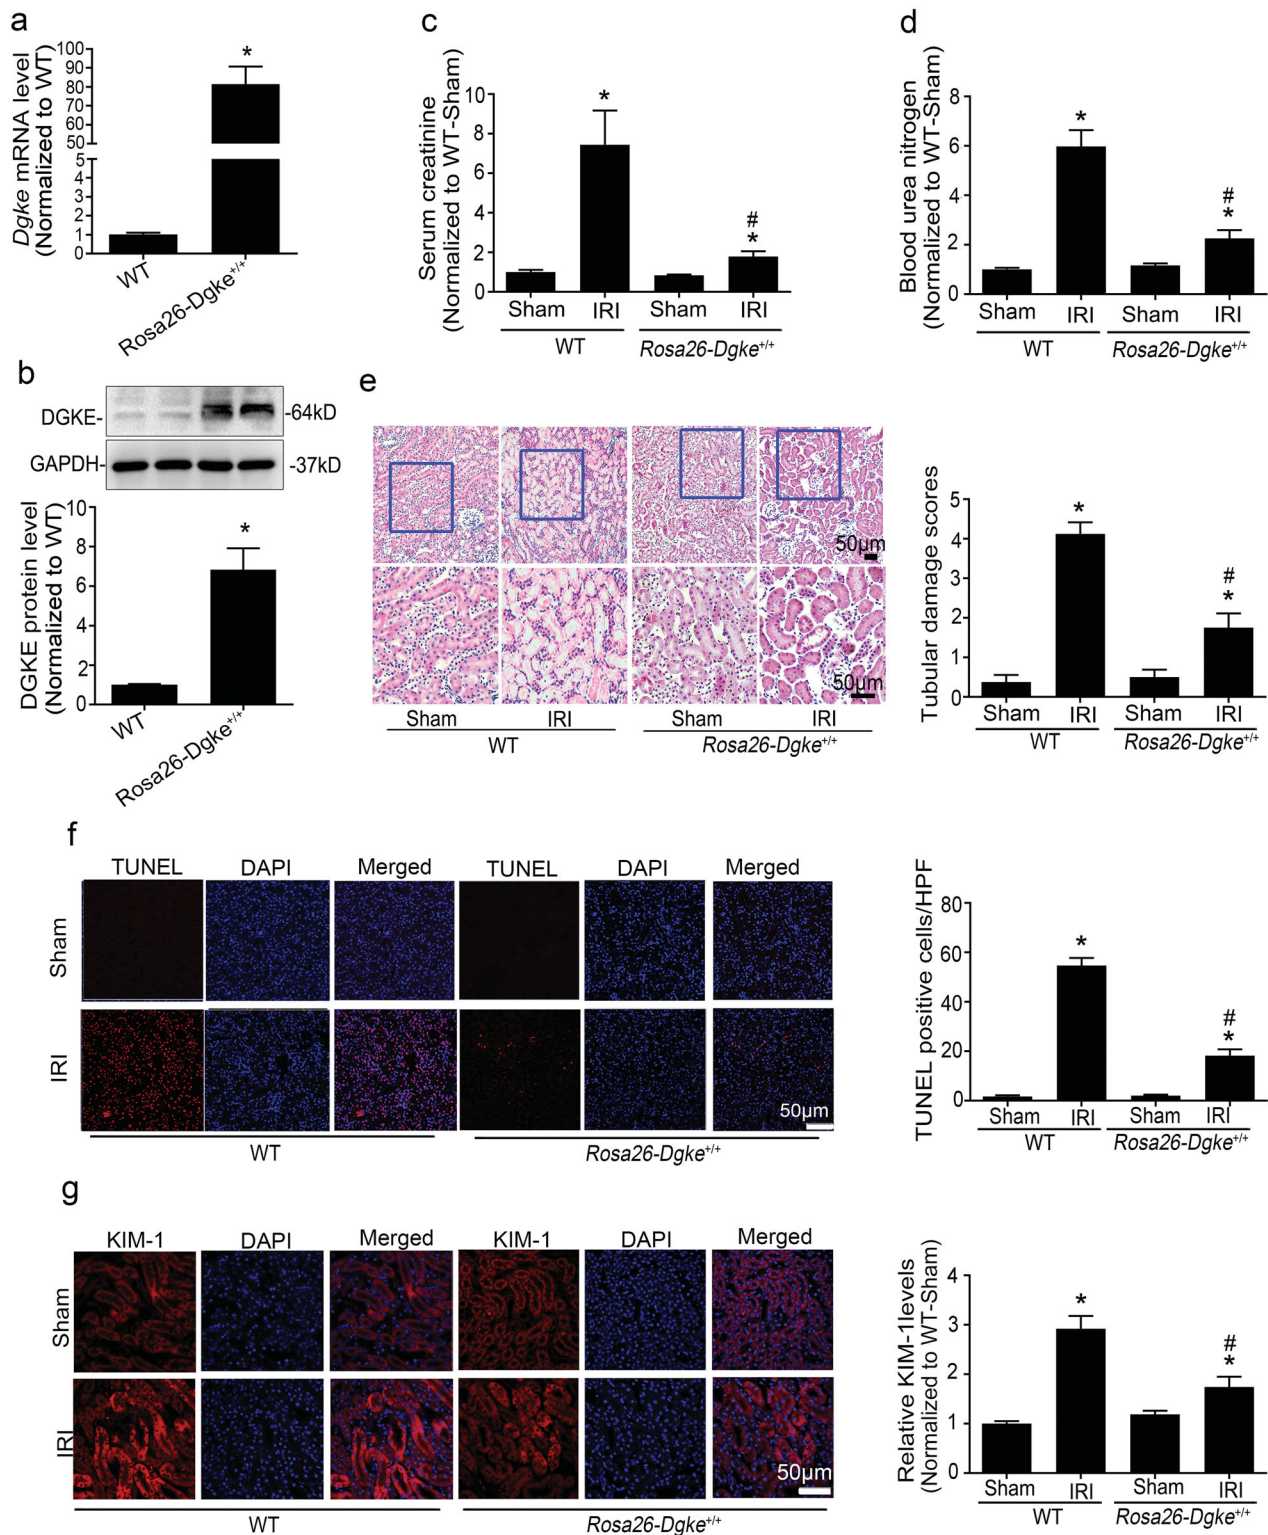 a
Dgke mRNA level
(Normalized to WT)
100
90
80
70
60
50
5
4
3
2
1
0
*
WT
Rosa26-Dgke+/+
b
DGKE-
-64kD
GAPDH-
-37kD
DGKE protein level
(Normalized to WT)
10
8
6
4
2
0
*
WT
Rosa26-Dgke+/+
c
Serum creatinine
(Normalized to WT-Sham)
10
8
6
4
2
0
*
#
*
Sham IRI Sham IRI
WT Rosa26-Dgke+/+
d
Blood urea nitrogen
(Normalized to WT-Sham)
8
6
4
2
0
*
#
*
Sham IRI Sham IRI
WT Rosa26-Dgke+/+
e
50µm
50µm
Sham IRI Sham IRI
WT Rosa26-Dgke+/+
Tubular damage scores
5
4
3
2
1
0
*
#
*
Sham IRI Sham IRI
WT Rosa26-Dgke+/+
f
TUNEL DAPI Merged TUNEL DAPI Merged
Sham
IRI
50µm
WT Rosa26-Dgke+/+
TUNEL positive cells/HPF
80
60
40
20
0
*
#
*
Sham IRI Sham IRI
WT Rosa26-Dgke+/+
g
KIM-1 DAPI Merged KIM-1 DAPI Merged
Sham
IRI
50µm
WT Rosa26-Dgke+/+
Relative KIM-1levels
(Normalized to WT-Sham)
4
3
2
1
0
*
#
*
Sham IRI Sham IRI
WT Rosa26-Dgke+/+